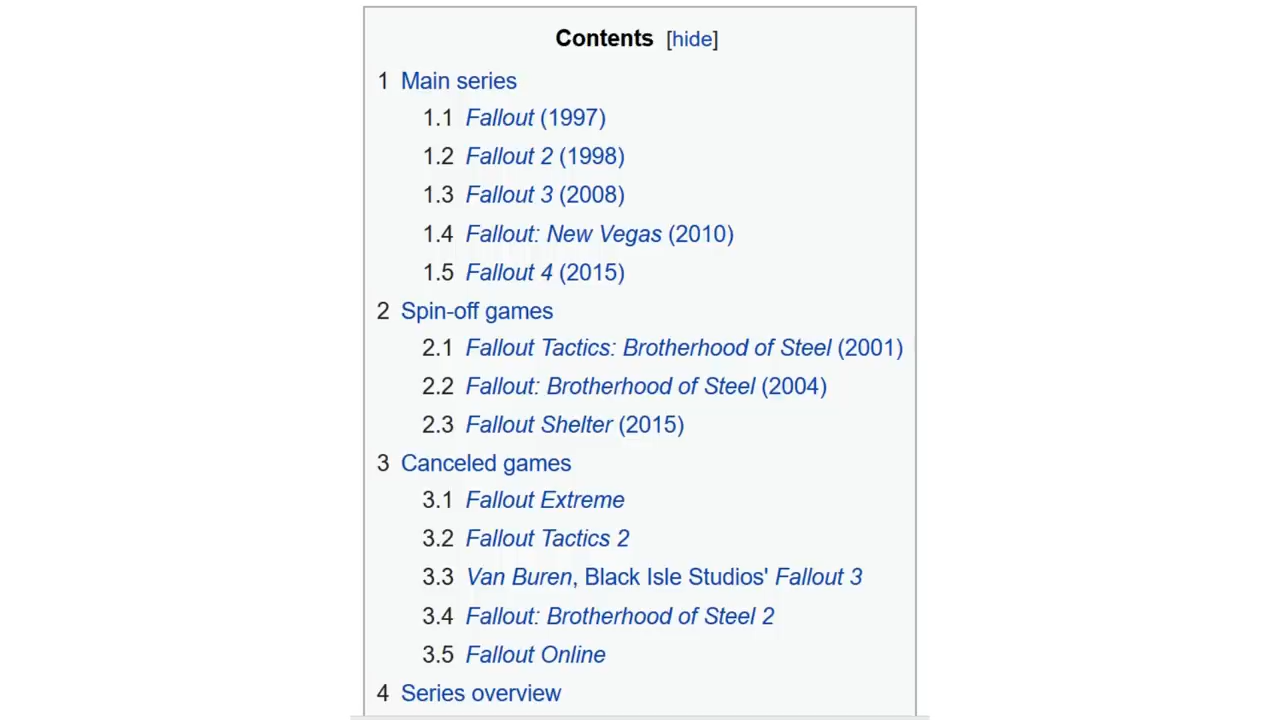 Contents [hide]
1 Main series
1.1 Fallout (1997)
1.2 Fallout 2 (1998)
1.3 Fallout 3 (2008)
1.4 Fallout: New Vegas (2010)
1.5 Fallout 4 (2015)
2 Spin-off games
2.1 Fallout Tactics: Brotherhood of Steel (2001)
2.2 Fallout: Brotherhood of Steel (2004)
2.3 Fallout Shelter (2015)
3 Canceled games
3.1 Fallout Extreme
3.2 Fallout Tactics 2
3.3 Van Buren, Black Isle Studios' Fallout 3
3.4 Fallout: Brotherhood of Steel 2
3.5 Fallout Online
4 Series overview